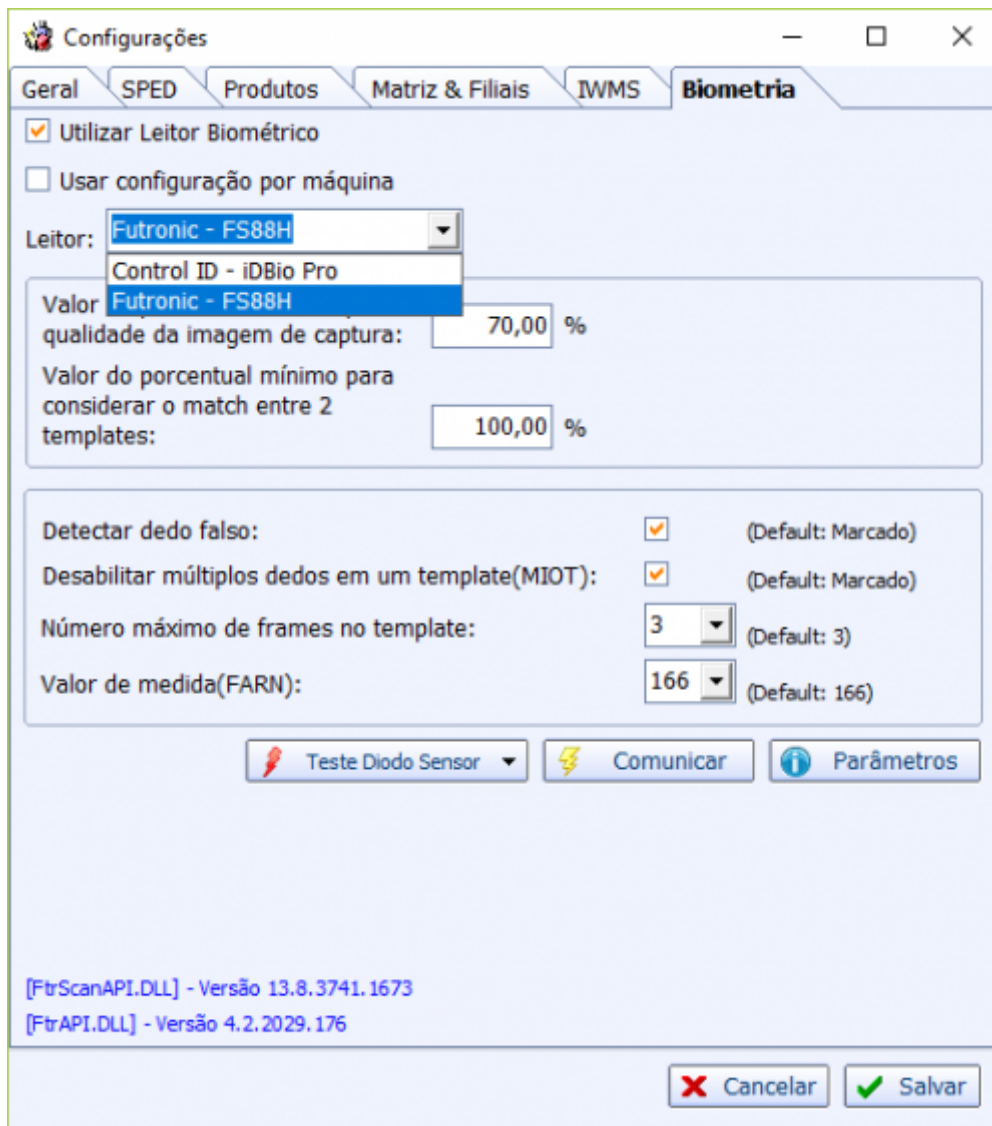 Configurações
Geral SPED Produtos Matriz & Filiais IWMS Biometria
Utilizar Leitor Biométrico
Usar configuração por máquina
Leitor: Futronic - FS88H
Control ID - iDBio Pro
Futronic - FS88H
Valor
qualidade da imagem de captura: 70,00 %
Valor do porcentual mínimo para
considerar o match entre 2
templates: 100,00 %
Detectar dedo falso: (Default: Marcado)
Desabilitar múltiplos dedos em um template(MIOT): (Default: Marcado)
Número máximo de frames no template: 3 (Default: 3)
Valor de medida(FARN): 166 (Default: 166)
Teste Diodo Sensor Comunicar Parâmetros
[FtrScanAPI.DLL] - Versão 13.8.3741.1673
[FtrAPI.DLL] - Versão 4.2.2029.176
Cancelar Salvar